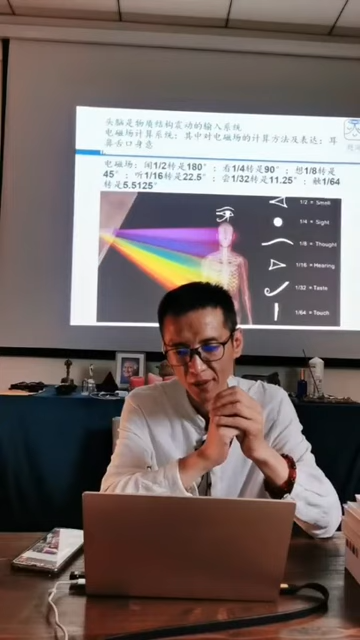 头脑是物质结构震动的输入系统
电磁场计算系统：其中对电磁场的计算方法及表达：耳
鼻舌口身意
电磁场：闻1/2转是180°；看1/4转是90°；想1/8转是
45°；听1/16转是22.5°；尝1/32转是11.25°；触1/64
转是5.5125°
1/2 = Smell
1/4 = Sight
1/8 = Thought
1/16 = Hearing
1/32 = Taste
1/64 = Touch